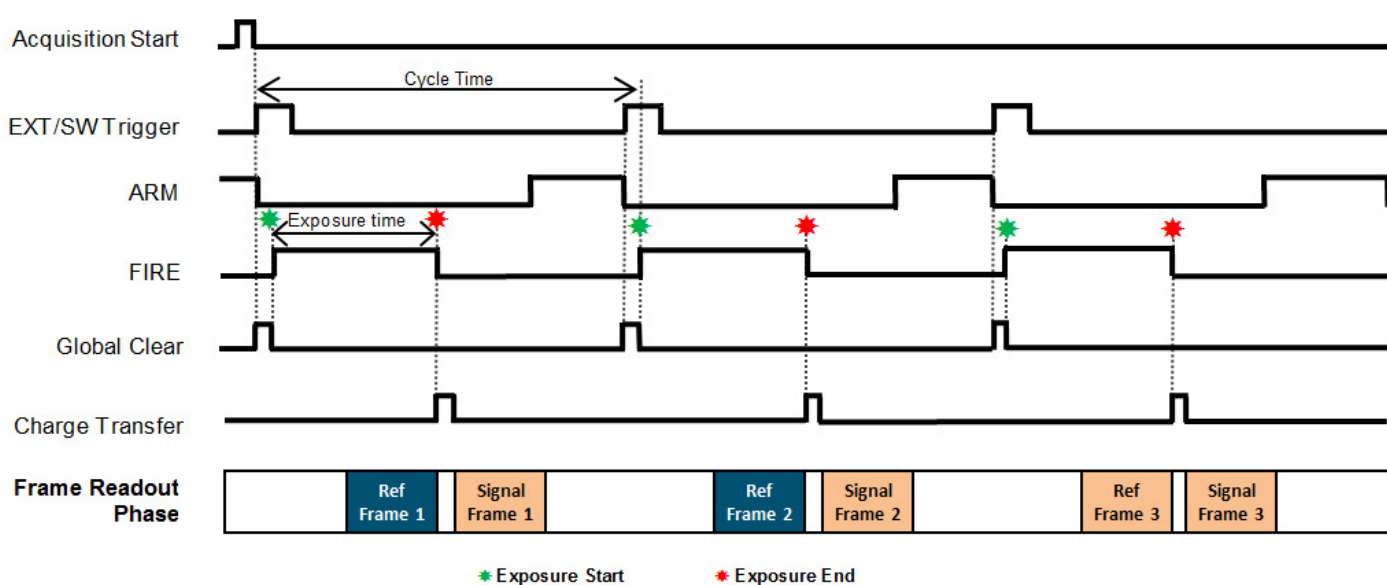 Acquisition Start
Cycle Time
EXT/SW Trigger
ARM
Exposure time
FIRE
Global Clear
Charge Transfer
Frame Readout
Phase
Ref
Frame 1
Signal
Frame 1
Ref
Frame 2
Signal
Frame 2
Ref
Frame 3
Signal
Frame 3
Exposure Start
Exposure End